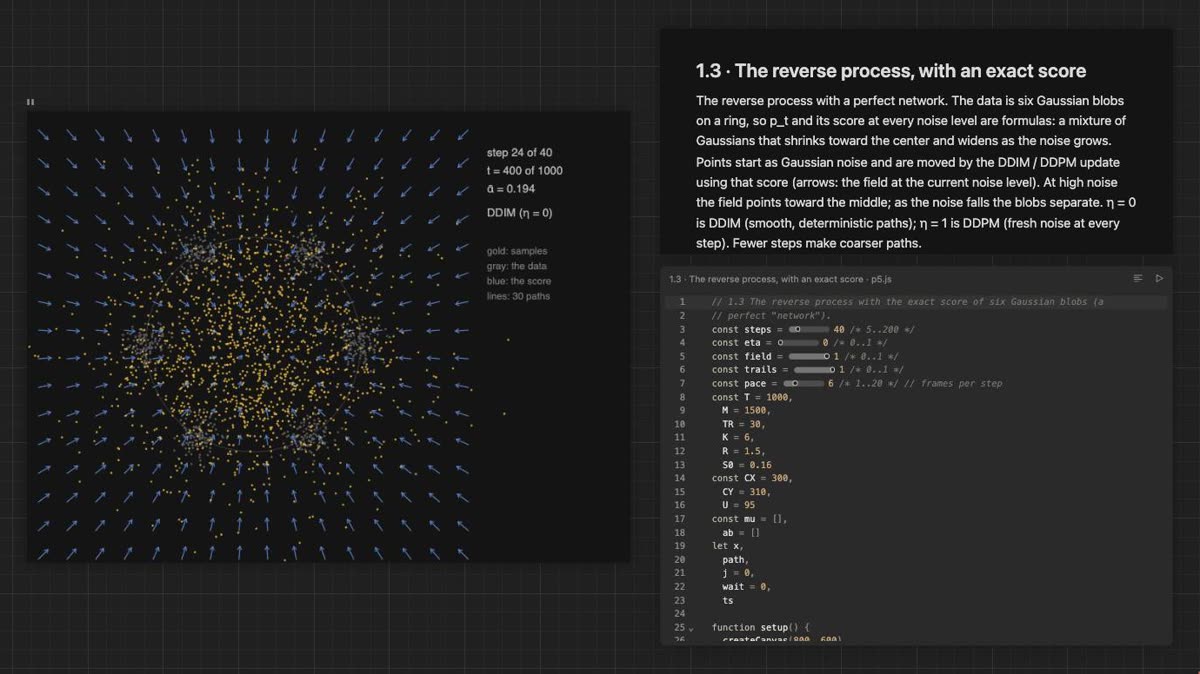 step 24 of 40
t = 400 of 1000
ᾱ = 0.194
DDIM (η = 0)
gold: samples
gray: the data
blue: the score
lines: 30 paths
1.3 · The reverse process, with an exact score
The reverse process with a perfect network. The data is six Gaussian blobs
on a ring, so p_t and its score at every noise level are formulas: a mixture of
Gaussians that shrinks toward the center and widens as the noise grows.
Points start as Gaussian noise and are moved by the DDIM / DDPM update
using that score (arrows: the field at the current noise level). At high noise
the field points toward the middle; as the noise falls the blobs separate. η = 0
is DDIM (smooth, deterministic paths); η = 1 is DDPM (fresh noise at every
step). Fewer steps make coarser paths.
1.3 · The reverse process, with an exact score · p5.js
1 // 1.3 The reverse process with the exact score of six Gaussian blobs (a
2 // perfect "network").
3 const steps = 40 /* 5..200 */
4 const eta = 0 /* 0..1 */
5 const field = 1 /* 0..1 */
6 const trails = 1 /* 0..1 */
7 const pace = 6 /* 1..20 */ // frames per step
8 const T = 1000,
9 M = 1500,
10 TR = 30,
11 K = 6,
12 R = 1.5,
13 S0 = 0.16
14 const CX = 300,
15 CY = 310,
16 U = 95
17 const mu = [],
18 ab = []
19 let x,
20 path,
21 j = 0,
22 wait = 0,
23 ts
24
25 function setup() {
26 createCanvas(800, 600)